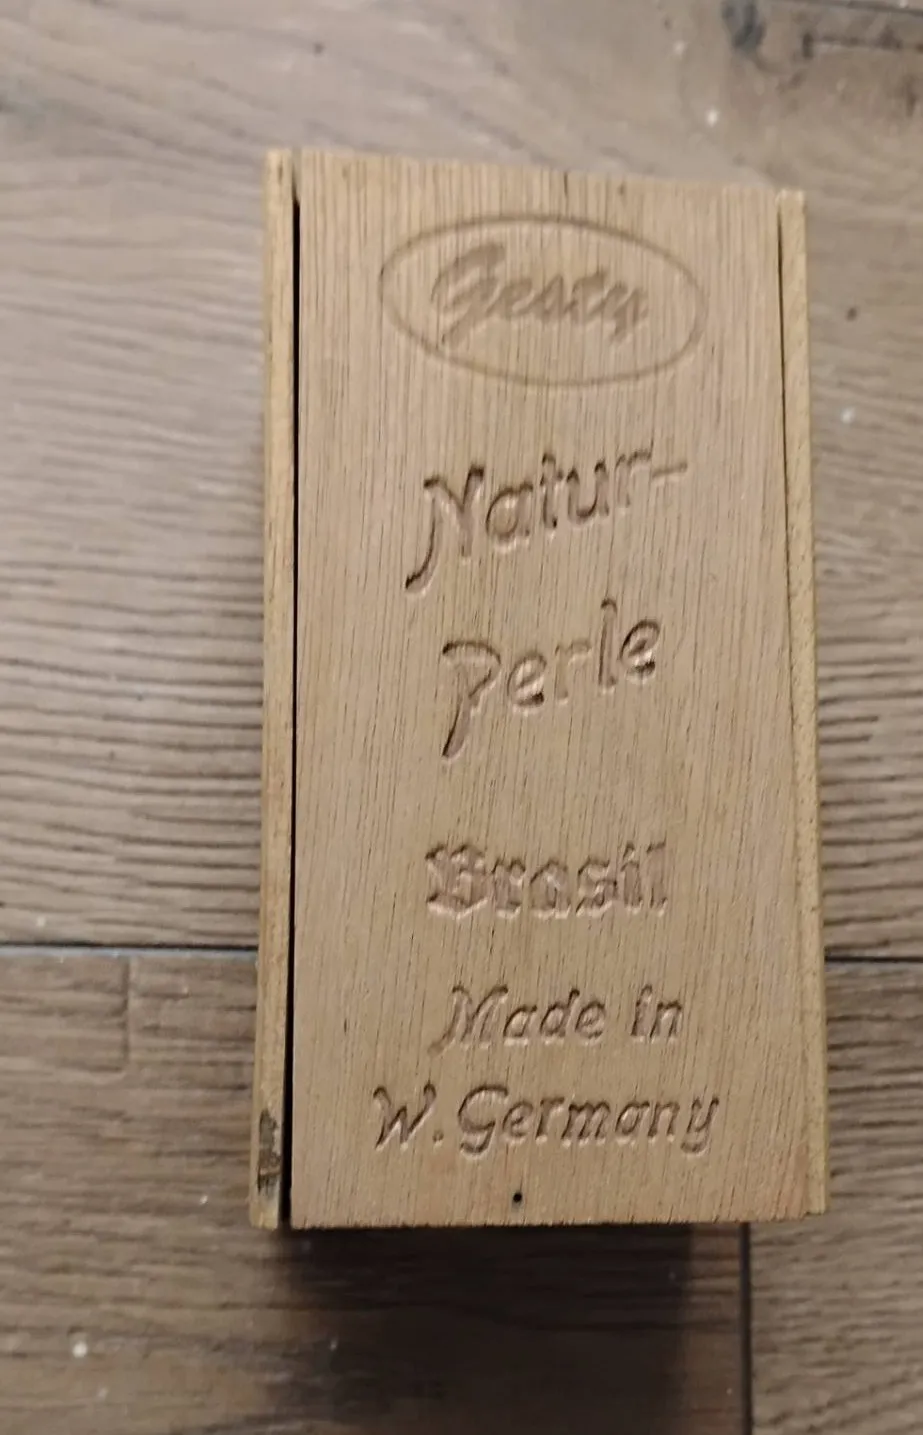 Gesty
Natur-
Perle
Brasil
Made in
W. Germany